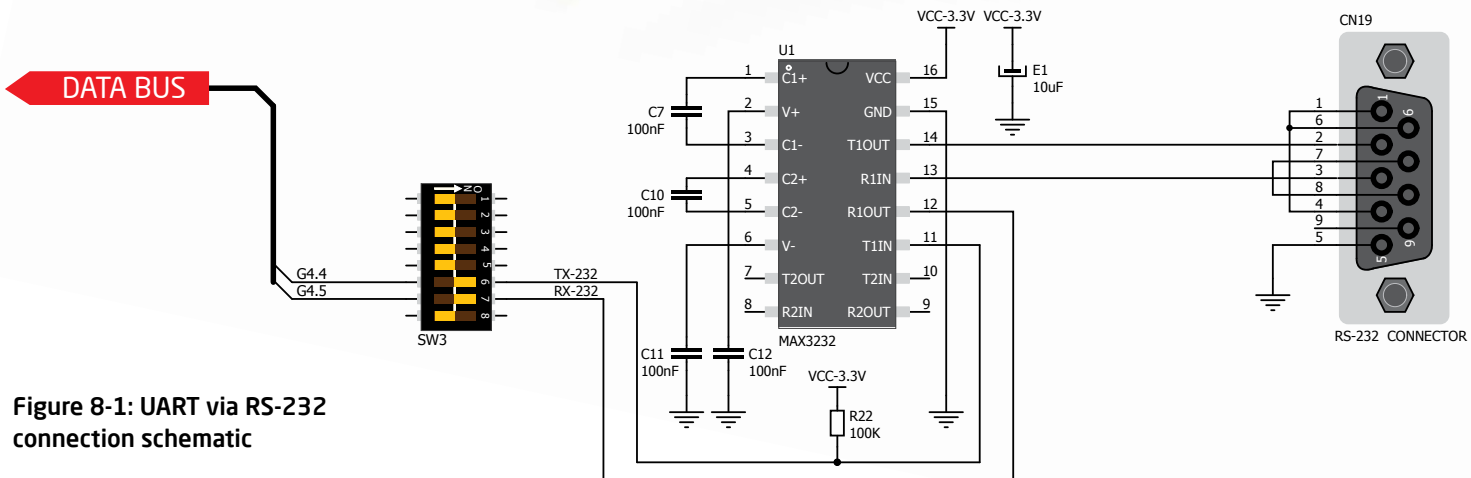 VCC-3.3V VCC-3.3V
CN19
U1
DATA BUS
1 C1+ VCC 16
E1
10uF
C7
100nF
2 V+ GND 15
3 C1- T1OUT 14
4 C2+ R1IN 13
C10
100nF
5 C2- R1OUT 12
6 V- T1IN 11
7 T2OUT T2IN 10
8 R2IN R2OUT 9
MAX3232
1
6
2
7
3
8
4
9
5
1
6
5
9
RS-232 CONNECTOR
ON
1
2
3
4
5
6
7
8
G4.4 TX-232
G4.5 RX-232
SW3
C11
100nF
C12
100nF
VCC-3.3V
R22
100K
Figure 8-1: UART via RS-232
connection schematic